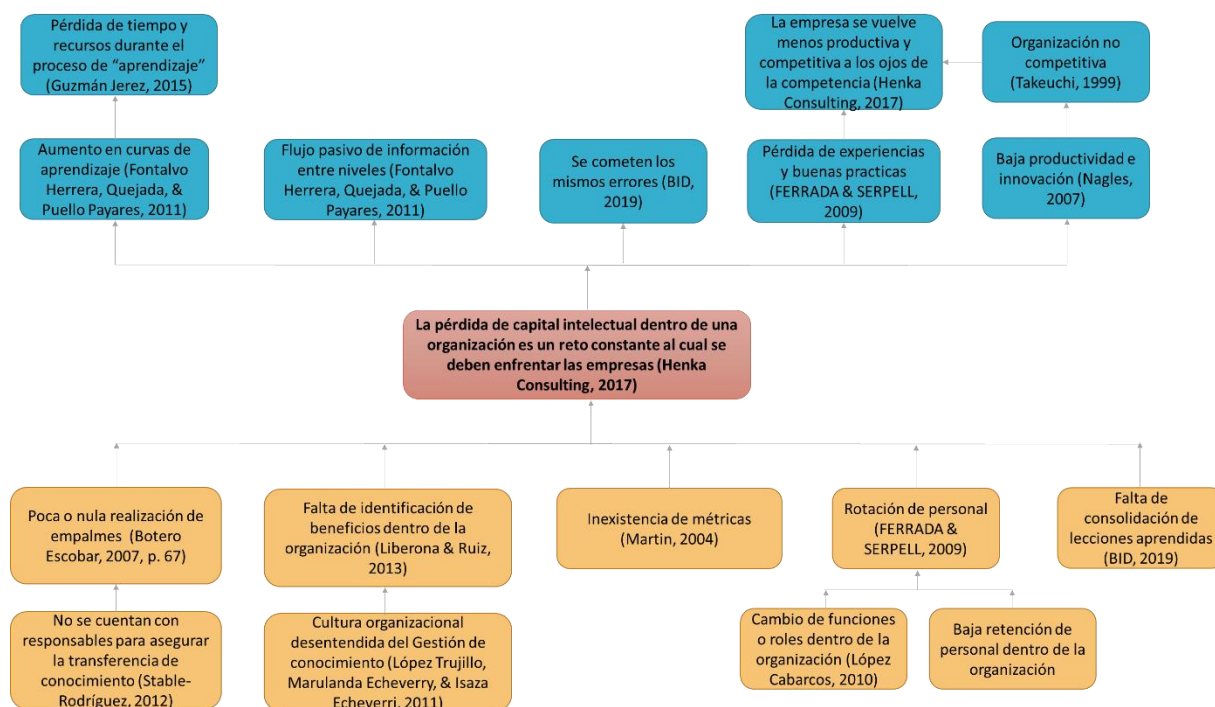 Pérdida de tiempo y
recursos durante el
proceso de “aprendizaje”
(Guzmán Jerez, 2015)
La empresa se vuelve
menos productiva y
competitiva a los ojos de
la competencia (Henka
Consulting, 2017)
Organización no
competitiva
(Takeuchi, 1999)
Aumento en curvas de
aprendizaje (Fontalvo
Herrera, Quejada, &
Puello Payares, 2011)
Flujo pasivo de información
entre niveles (Fontalvo
Herrera, Quejada, & Puello
Payares, 2011)
Se cometen los
mismos errores (BID,
2019)
Pérdida de experiencias
y buenas practicas
(FERRADA & SERPELL,
2009)
Baja productividad e
innovación (Nagles,
2007)
La pérdida de capital intelectual dentro de una
organización es un reto constante al cual se
deben enfrentar las empresas (Henka
Consulting, 2017)
Poca o nula realización de
empalmes (Botero
Escobar, 2007, p. 67)
Falta de identificación de
beneficios dentro de la
organización (Liberona & Ruiz,
2013)
Inexistencia de métricas
(Martin, 2004)
Rotación de personal
(FERRADA &
SERPELL, 2009)
Falta de
consolidación de
lecciones aprendidas
(BID, 2019)
No se cuentan con
responsables para asegurar
la transferencia de
conocimiento (Stable-
Rodríguez, 2012)
Cultura organizacional
desentendida del Gestión de
conocimiento (López Trujillo,
Marulanda Echeverry, & Isaza
Echeverri, 2011)
Cambio de funciones
o roles dentro de la
organización (López
Cabarcos, 2010)
Baja retención de
personal dentro de la
organización